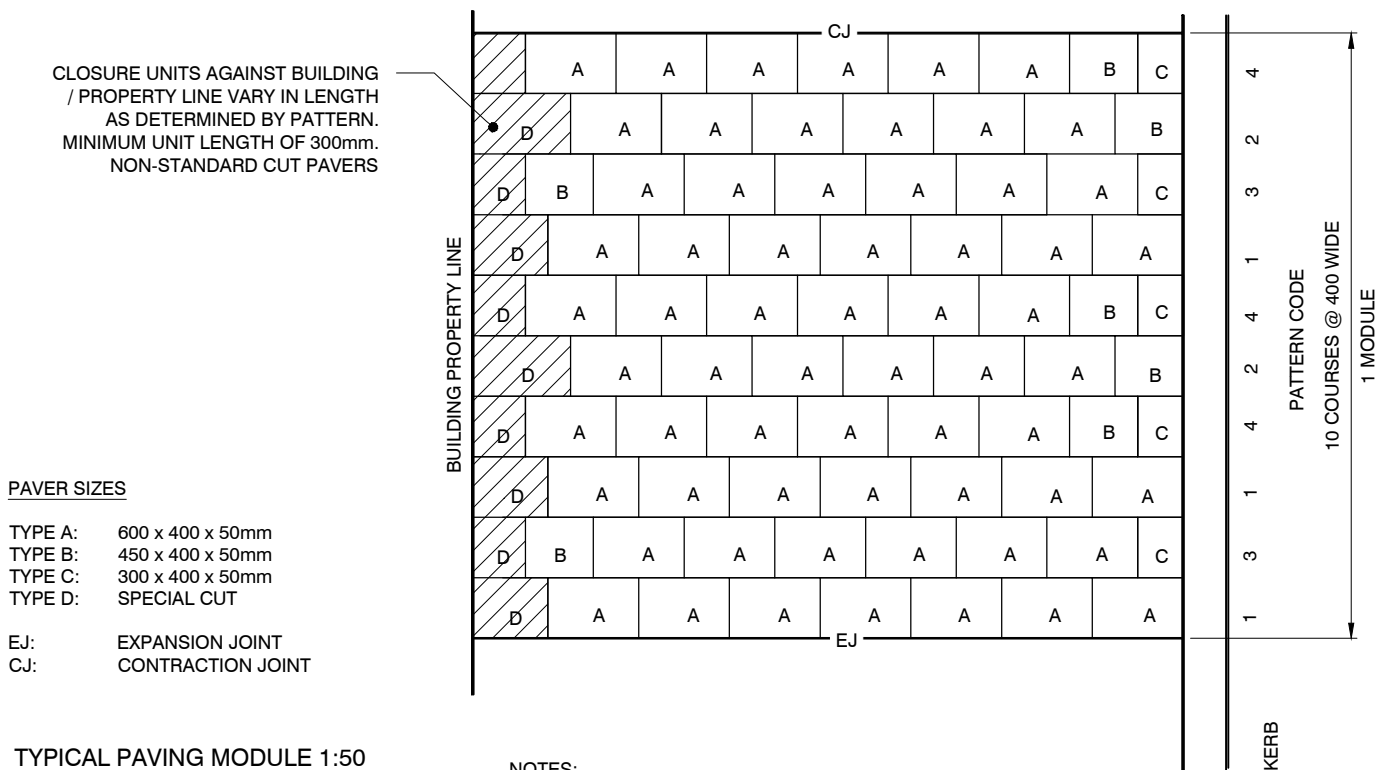 CJ
CLOSURE UNITS AGAINST BUILDING
/ PROPERTY LINE VARY IN LENGTH
AS DETERMINED BY PATTERN.
MINIMUM UNIT LENGTH OF 300mm.
NON-STANDARD CUT PAVERS
A A A A A A B C 4
D A A A A A A B 2
D B A A A A A A C 3
D A A A A A A A 1
D A A A A A A B C 4
D A A A A A A B 2
D A A A A A A B C 4
D A A A A A A A 1
D B A A A A A A C 3
D A A A A A A A 1
EJ
BUILDING PROPERTY LINE
PATTERN CODE
10 COURSES @ 400 WIDE
1 MODULE
KERB
PAVER SIZES
TYPE A: 600 x 400 x 50mm
TYPE B: 450 x 400 x 50mm
TYPE C: 300 x 400 x 50mm
TYPE D: SPECIAL CUT
EJ: EXPANSION JOINT
CJ: CONTRACTION JOINT
TYPICAL PAVING MODULE 1:50
NOTES: